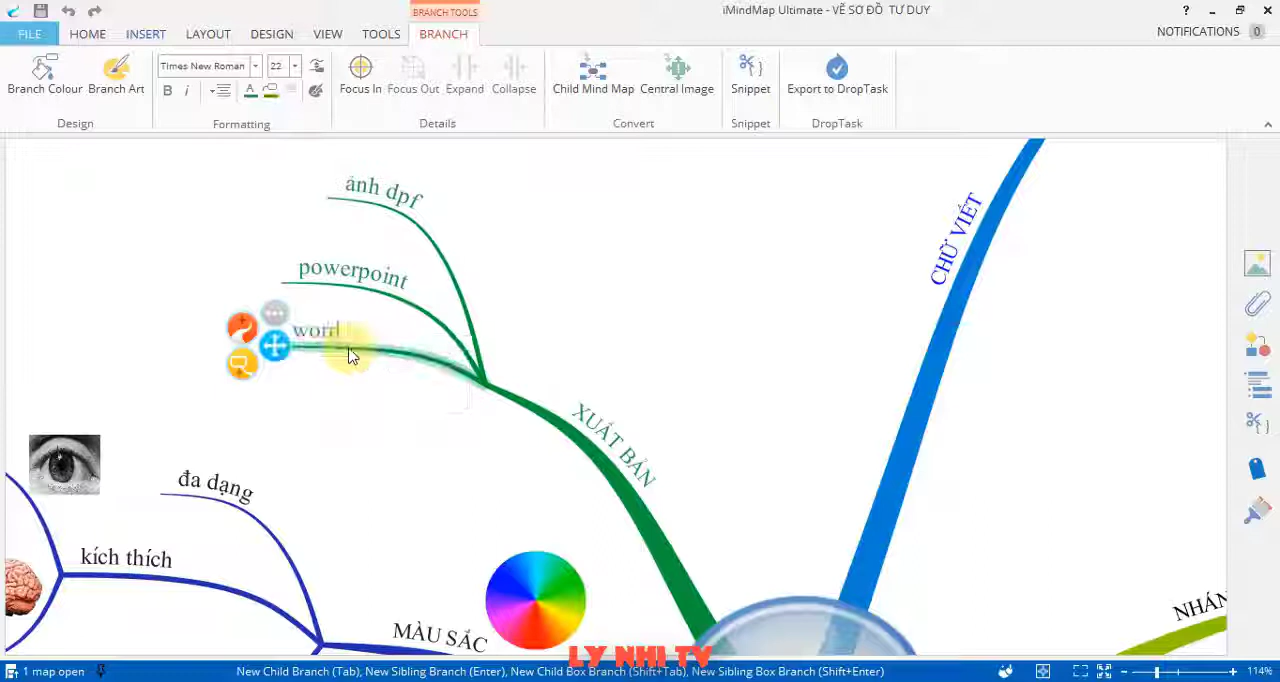 BRANCH TOOLS
iMindMap Ultimate - VẼ SƠ ĐỒ TƯ DUY
FILE HOME INSERT LAYOUT DESIGN VIEW TOOLS BRANCH
NOTIFICATIONS 0
Times New Roman 22
B i A
Branch Colour Branch Art Focus In Focus Out Expand Collapse Child Mind Map Central Image Snippet Export to DropTask
Design Formatting Details Convert Snippet DropTask
ảnh dpf
CHỮ VIẾT
powerpoint
word
XUẤT BẢN
đa dạng
kích thích
NHÁN
MÀU SẮC
LY NHI TV
1 map open
New Child Branch (Tab), New Sibling Branch (Enter), New Child Box Branch (Shift+Tab), New Sibling Box Branch (Shift+Enter)
114%